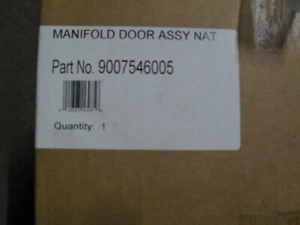 MANIFOLD DOOR ASSY NAT
Part No. 9007546005
Quantity: 1